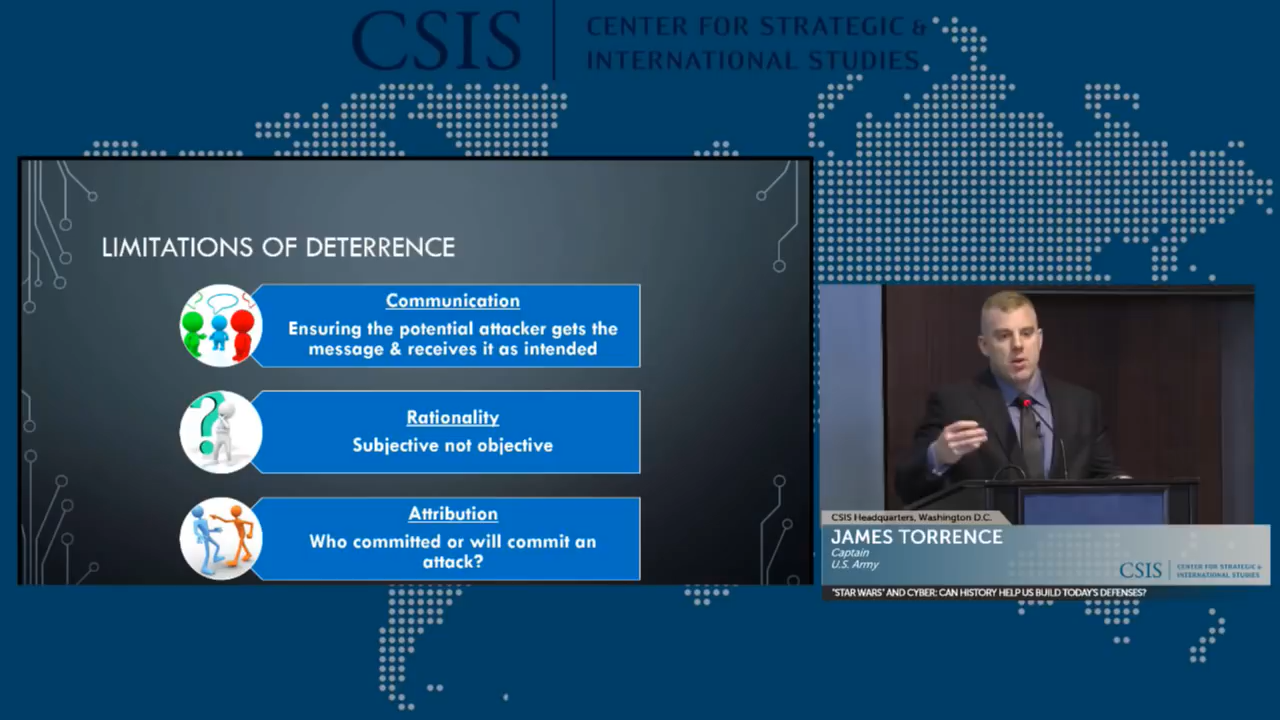 CSIS
CENTER FOR STRATEGIC &
INTERNATIONAL STUDIES
LIMITATIONS OF DETERRENCE
Communication
Ensuring the potential attacker gets the
message & receives it as intended
Rationality
Subjective not objective
Attribution
Who committed or will commit an
attack?
CSIS Headquarters, Washington D.C.
JAMES TORRENCE
Captain
U.S. Army
CSIS
CENTER FOR STRATEGIC &
INTERNATIONAL STUDIES
"STAR WARS" AND CYBER: CAN HISTORY HELP US BUILD TODAY'S DEFENSES?